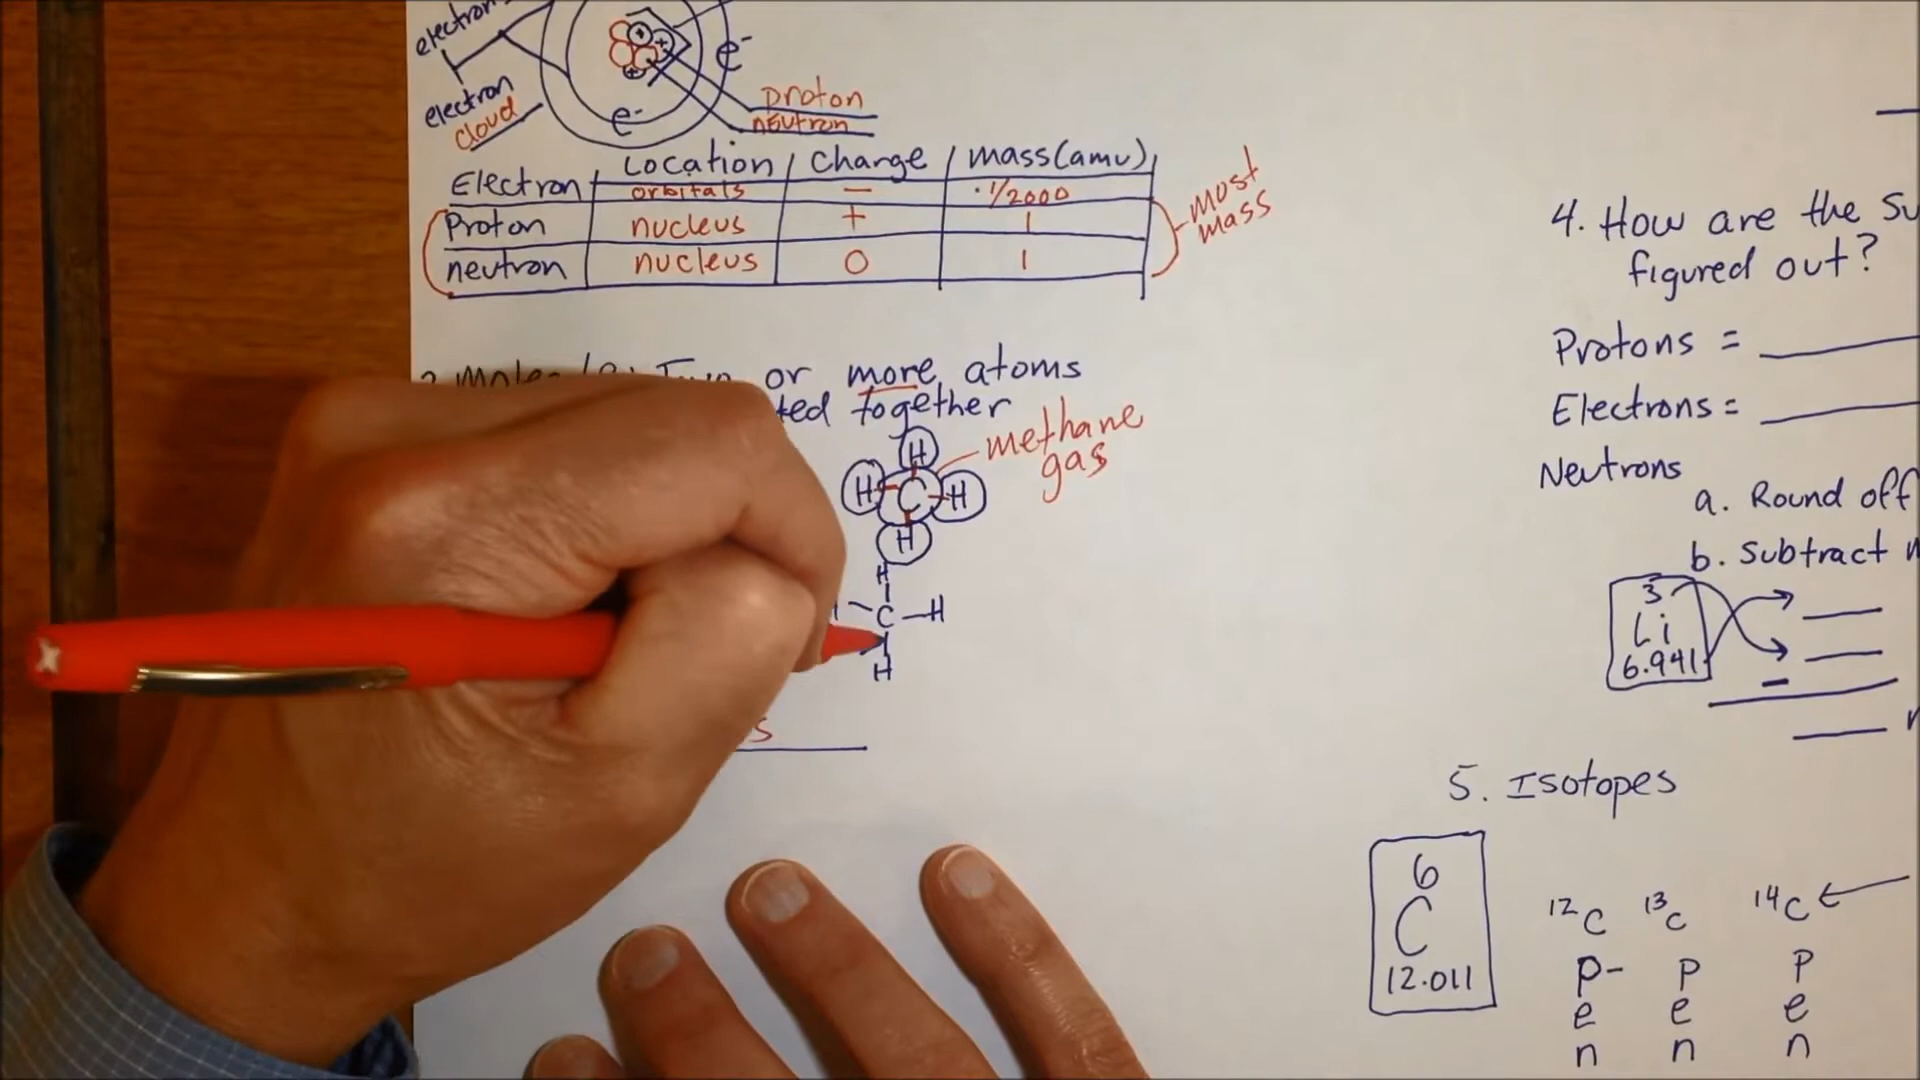 electron
electron
cloud
e-
e-
proton
neutron
Location Charge mass(amu)
Electron orbitals − 1/2000
Proton nucleus + 1
neutron nucleus 0 1
most
mass
or more atoms
together
methane
gas
H
H C H
H
H
C - H
H
s
4. How are the
figured out?
Protons =
Electrons =
Neutrons
a. Round off
b. Subtract
3
Li
6.941
5. Isotopes
6
C
12.011
12C 13C 14C
p- p p
e e e
n n n